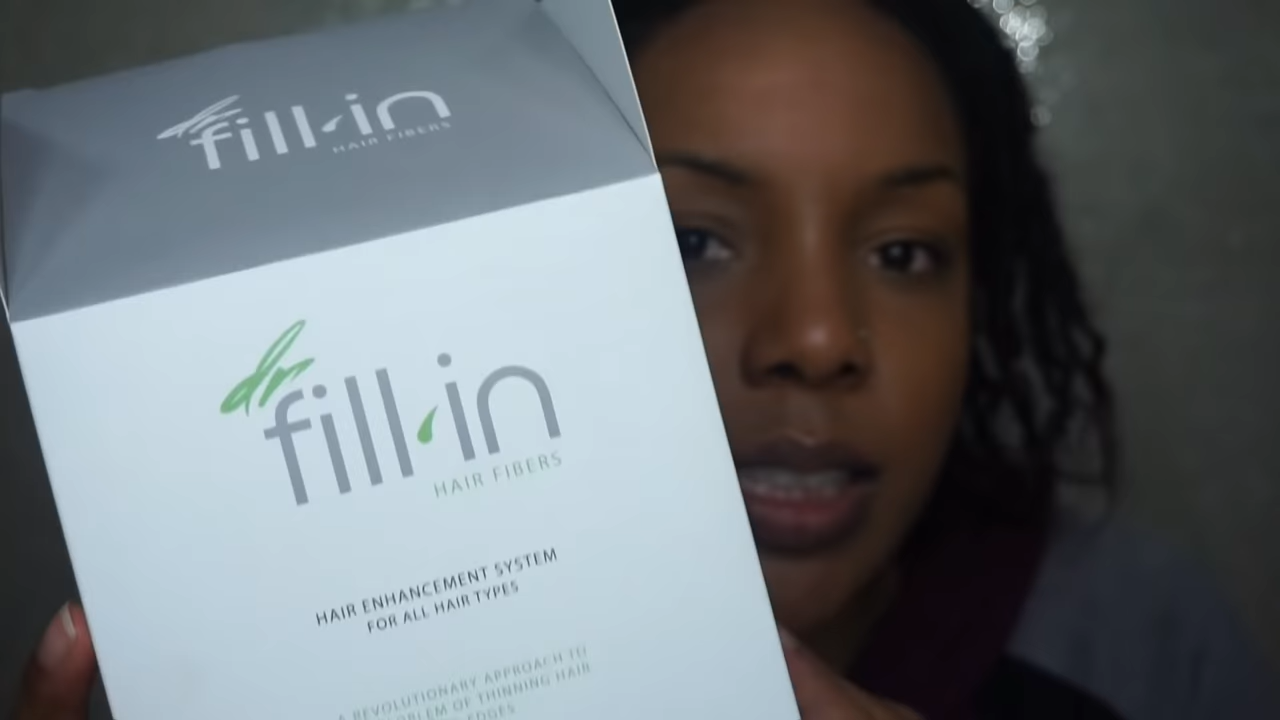 dr
fill-in
HAIR FIBERS
dr
fill-in
HAIR FIBERS
HAIR ENHANCEMENT SYSTEM
FOR ALL HAIR TYPES
A REVOLUTIONARY APPROACH TO
PROBLEM OF THINNING HAIR
EDGES